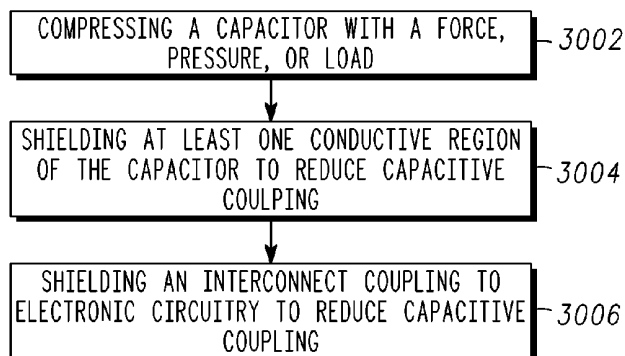 COMPRESSING A CAPACITOR WITH A FORCE,
PRESSURE, OR LOAD
3002
SHIELDING AT LEAST ONE CONDUCTIVE REGION
OF THE CAPACITOR TO REDUCE CAPACITIVE
COULPING
3004
SHIELDING AN INTERCONNECT COUPLING TO
ELECTRONIC CIRCUITRY TO REDUCE CAPACITIVE
COUPLING
3006